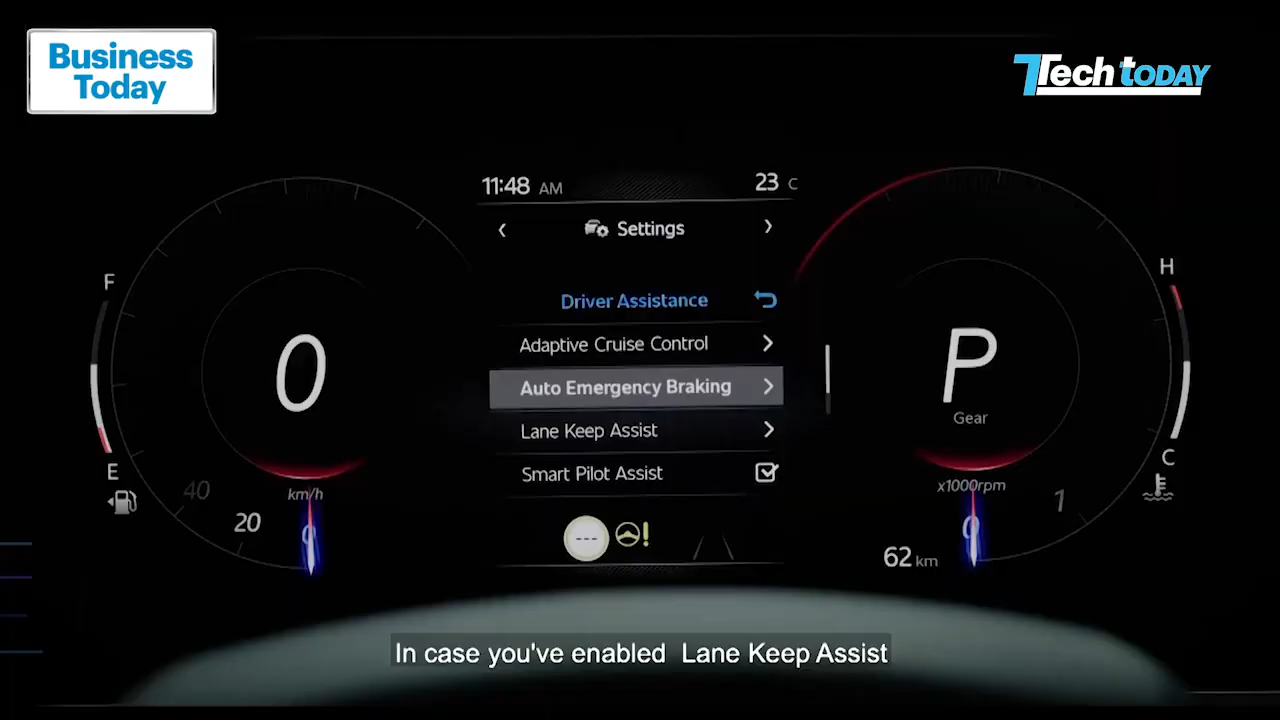 Business
Today
Tech today
11:48 AM
23 C
Settings
Driver Assistance
Adaptive Cruise Control
Auto Emergency Braking
Lane Keep Assist
Smart Pilot Assist
---
!
F
E
0
km/h
40
20
0
H
C
P
Gear
x1000rpm
1
0
62 km
In case you've enabled Lane Keep Assist